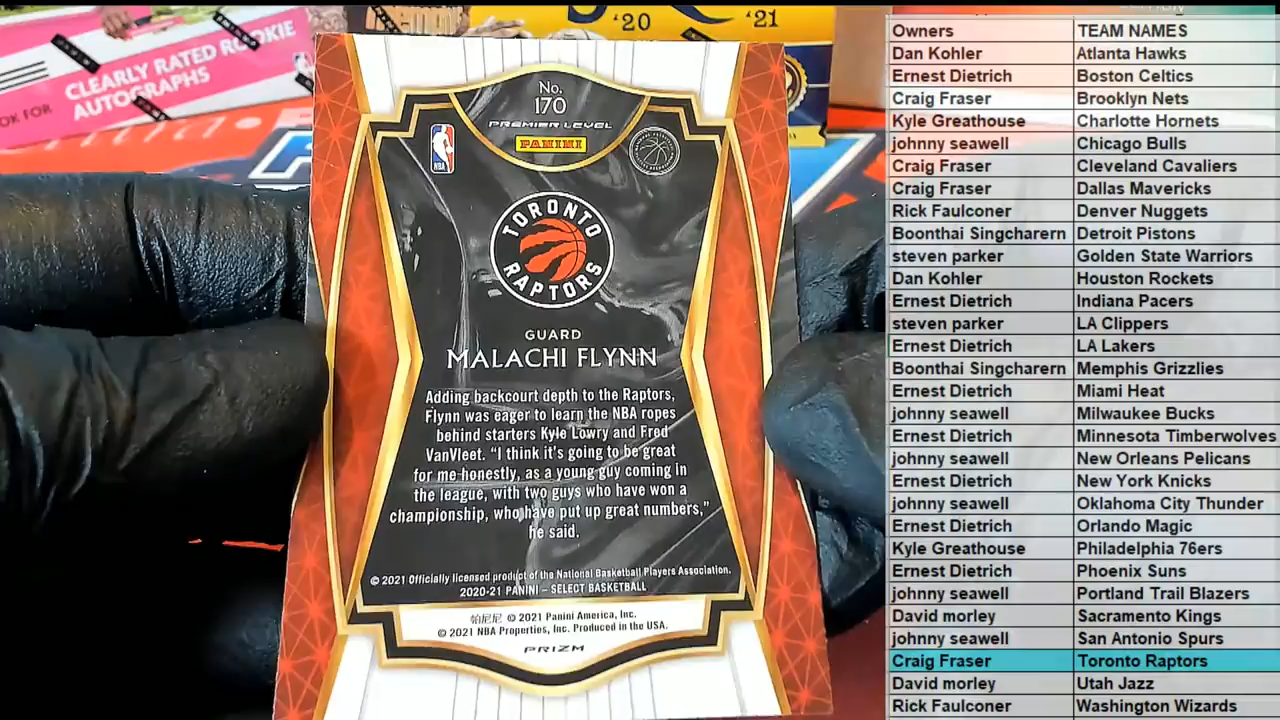 '20 '21
CLEARLY RATED ROOKIE
AUTOGRAPHS
OK FOR
No.
170
PREMIER LEVEL
PANINI
NBA
TORONTO
RAPTORS
GUARD
MALACHI FLYNN
Adding backcourt depth to the Raptors,
Flynn was eager to learn the NBA ropes
behind starters Kyle Lowry and Fred
VanVleet. “I think it's going to be great
for me honestly, as a young guy coming in
the league, with two guys who have won a
championship, who have put up great numbers,”
he said.
© 2021 Officially licensed product of the National Basketball Players Association.
2020-21 PANINI – SELECT BASKETBALL
帕尼尼 © 2021 Panini America, Inc.
© 2021 NBA Properties, Inc. Produced in the USA.
PRIZM
Owners TEAM NAMES
Dan Kohler Atlanta Hawks
Ernest Dietrich Boston Celtics
Craig Fraser Brooklyn Nets
Kyle Greathouse Charlotte Hornets
johnny seawell Chicago Bulls
Craig Fraser Cleveland Cavaliers
Craig Fraser Dallas Mavericks
Rick Faulconer Denver Nuggets
Boonthai Singcharern Detroit Pistons
steven parker Golden State Warriors
Dan Kohler Houston Rockets
Ernest Dietrich Indiana Pacers
steven parker LA Clippers
Ernest Dietrich LA Lakers
Boonthai Singcharern Memphis Grizzlies
Ernest Dietrich Miami Heat
johnny seawell Milwaukee Bucks
Ernest Dietrich Minnesota Timberwolves
johnny seawell New Orleans Pelicans
Ernest Dietrich New York Knicks
johnny seawell Oklahoma City Thunder
Ernest Dietrich Orlando Magic
Kyle Greathouse Philadelphia 76ers
Ernest Dietrich Phoenix Suns
johnny seawell Portland Trail Blazers
David morley Sacramento Kings
johnny seawell San Antonio Spurs
Craig Fraser Toronto Raptors
David morley Utah Jazz
Rick Faulconer Washington Wizards